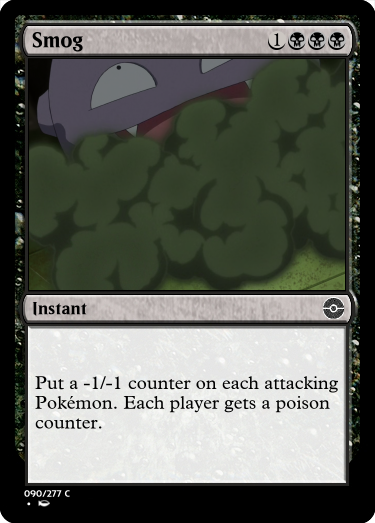 Smog 1
Instant
Put a -1/-1 counter on each attacking
Pokémon. Each player gets a poison
counter.
090/277 C